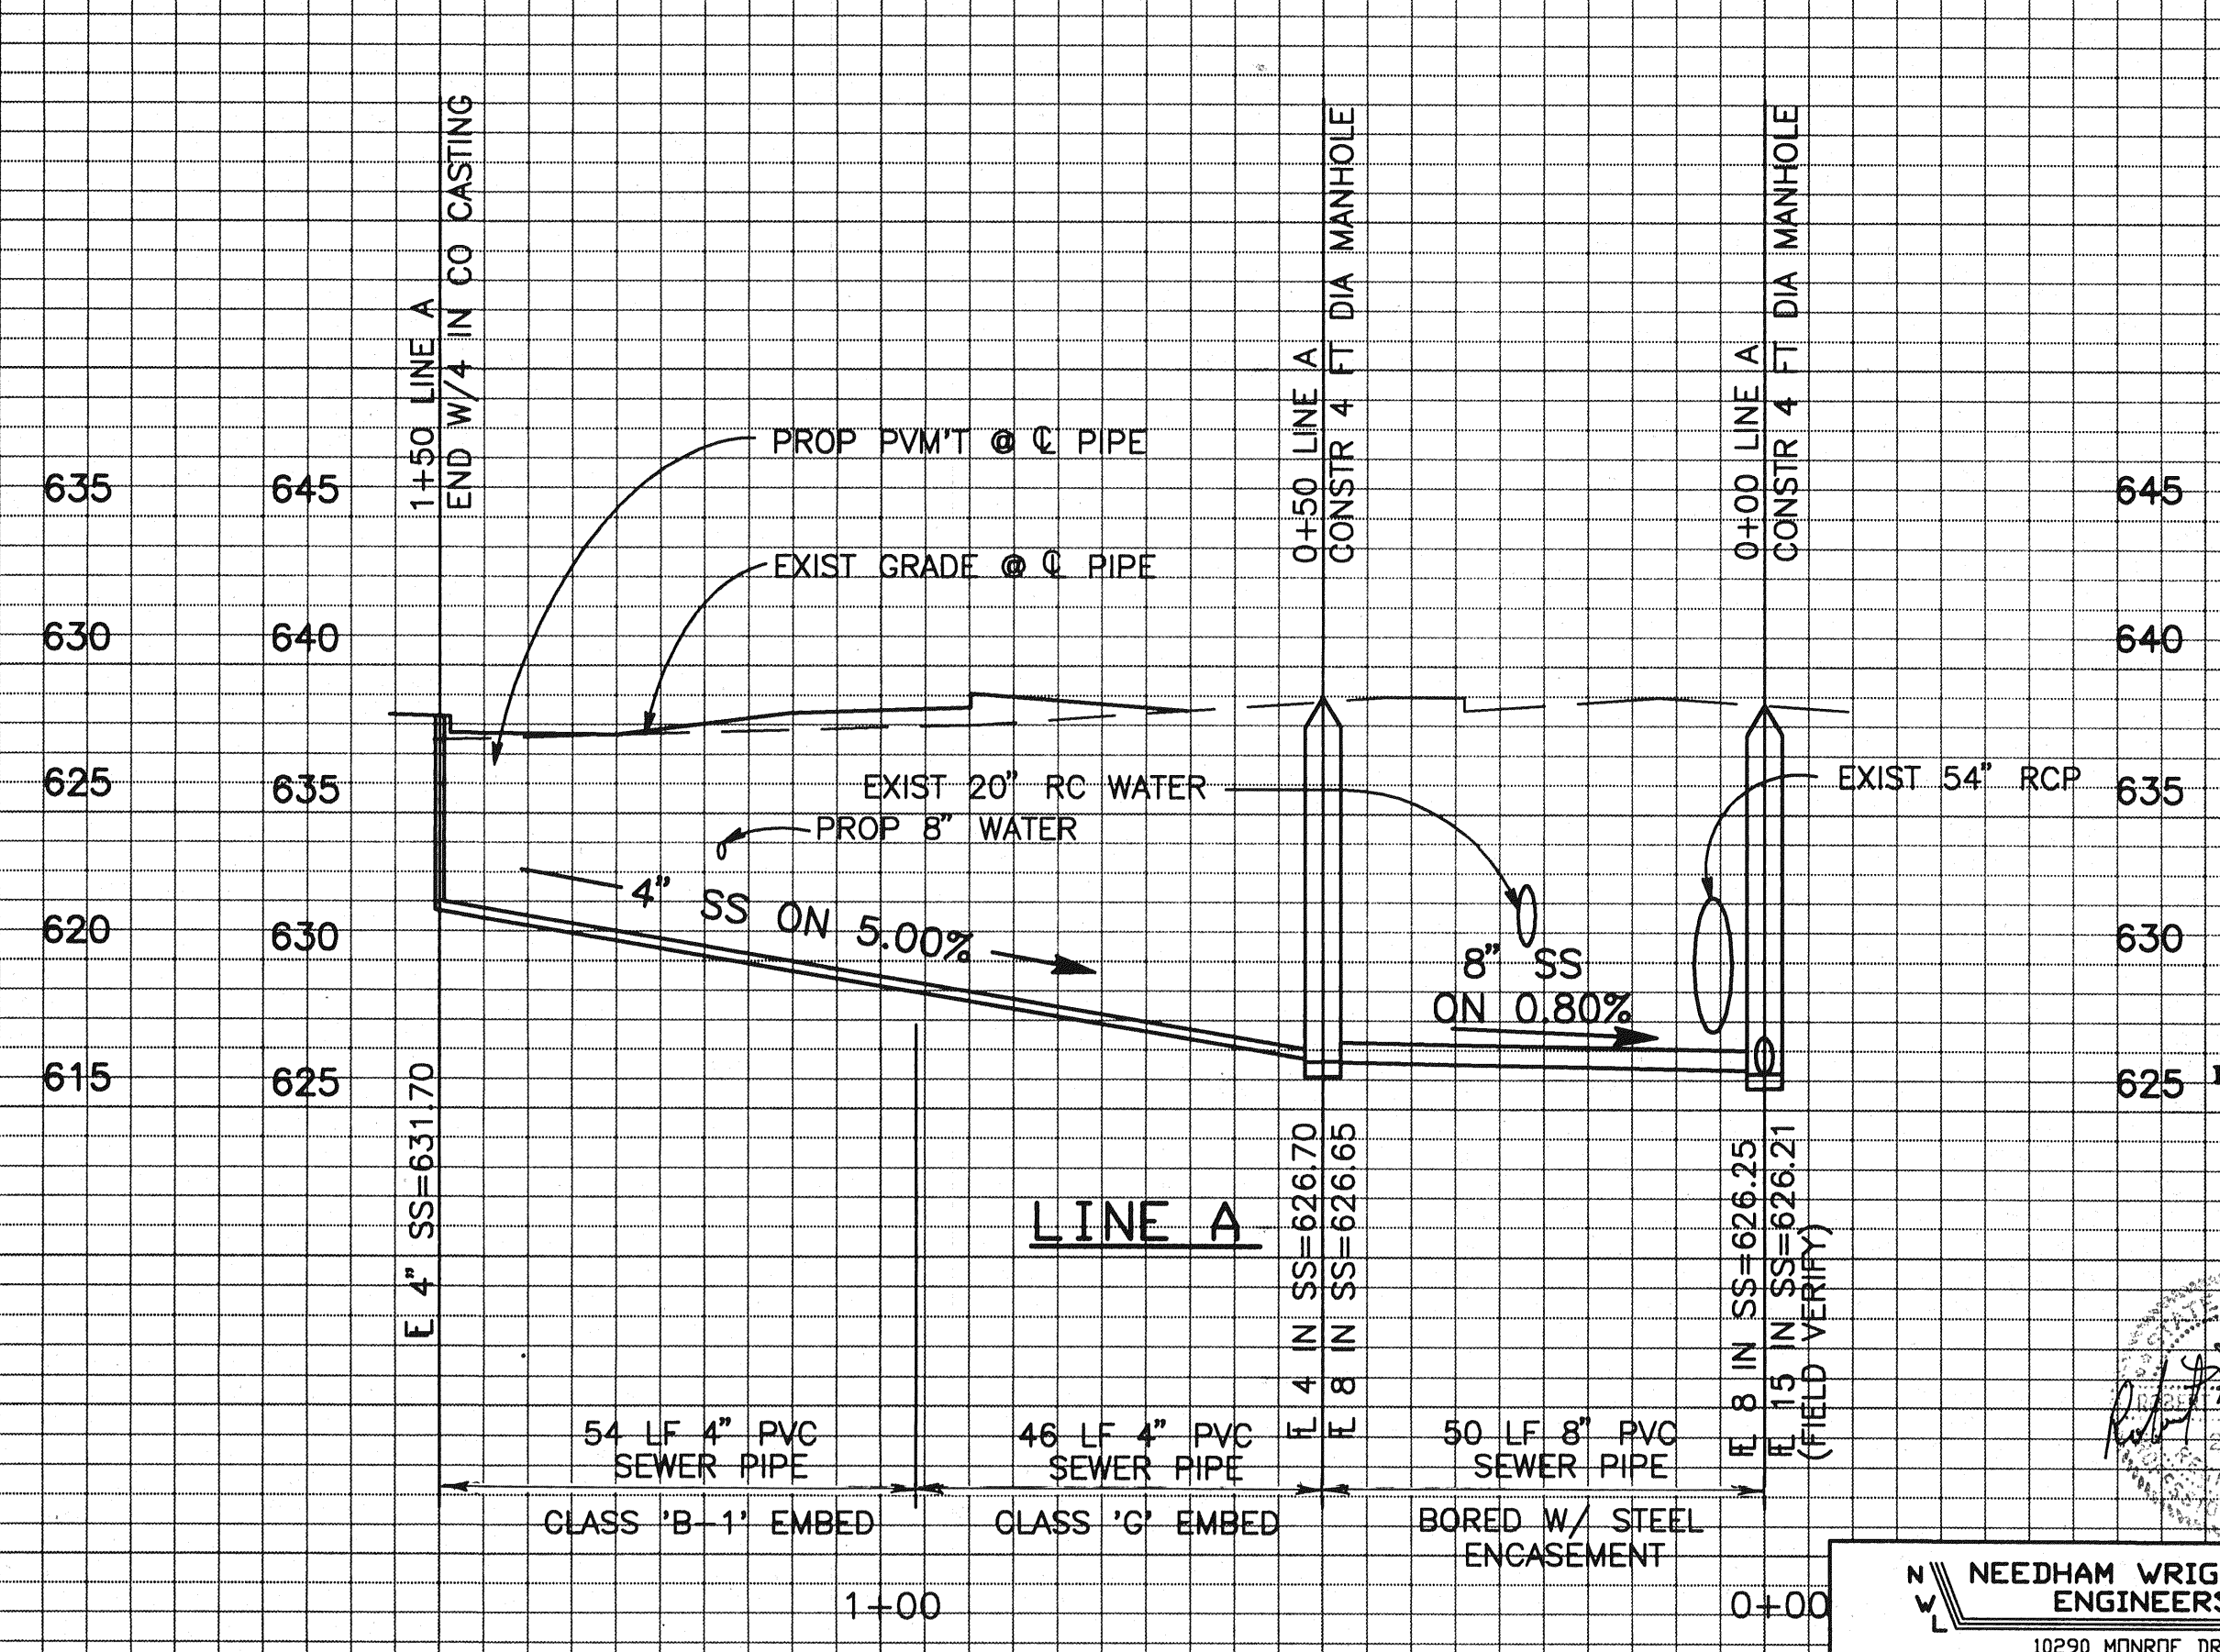 1+50 LINE A
END W/4 IN CO CASTING
0+50 LINE A
CONSTR 4 FT DIA MANHOLE
0+00 LINE A
CONSTR 4 FT DIA MANHOLE
PROP PVM'T @ ℄ PIPE
635 645 645
EXIST GRADE @ ℄ PIPE
630 640 640
EXIST 54" RCP
625 635 635
EXIST 20" RC WATER
PROP 8" WATER
4" SS ON 5.00%
620 630 630
8" SS
ON 0.80%
615 625 625
FL 4" SS=631.70
FL 4 IN SS=626.70
FL 8 IN SS=626.65
FL 8 IN SS=626.25
FL 15 IN SS=626.21
(FIELD VERIFY)
LINE A
54 LF 4" PVC
SEWER PIPE
CLASS 'B-1' EMBED
46 LF 4" PVC
SEWER PIPE
CLASS 'G' EMBED
50 LF 8" PVC
SEWER PIPE
BORED W/ STEEL
ENCASEMENT
1+00 0+00
NWL
NEEDHAM WRIG
ENGINEERS
10290 MONROE DR